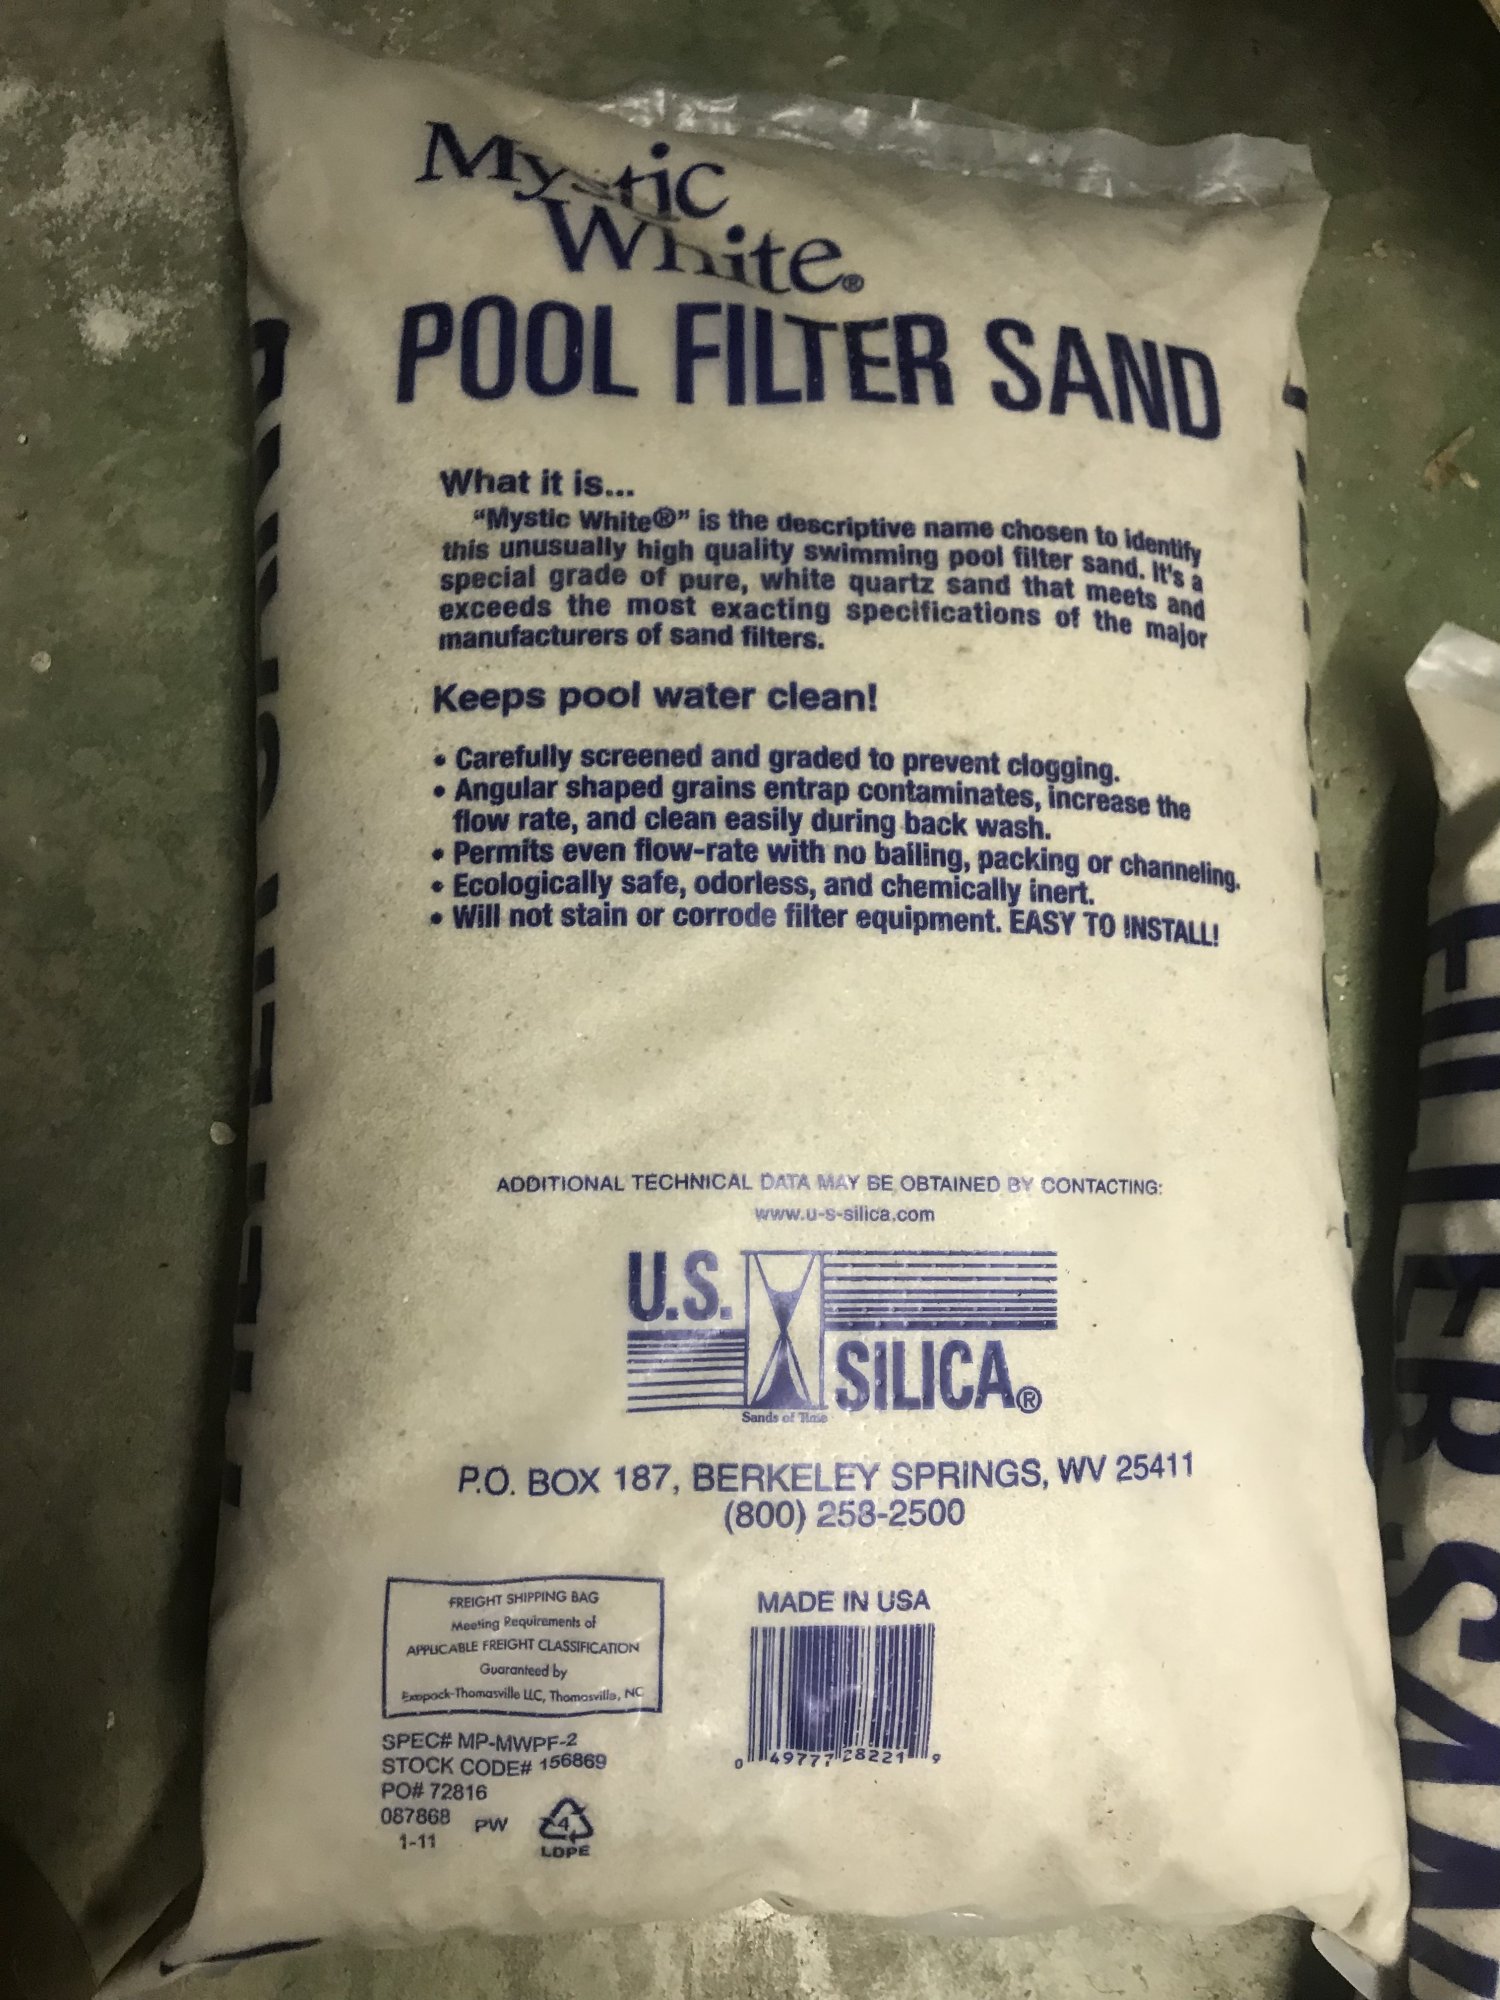 Mystic
White®
POOL FILTER SAND
What it is...
"Mystic White®" is the descriptive name chosen to identify
this unusually high quality swimming pool filter sand. It's a
special grade of pure, white quartz sand that meets and
exceeds the most exacting specifications of the major
manufacturers of sand filters.
Keeps pool water clean!
• Carefully screened and graded to prevent clogging.
• Angular shaped grains entrap contaminates, increase the
flow rate, and clean easily during back wash.
• Permits even flow-rate with no balling, packing or channeling.
• Ecologically safe, odorless, and chemically inert.
• Will not stain or corrode filter equipment. EASY TO INSTALL!
ADDITIONAL TECHNICAL DATA MAY BE OBTAINED BY CONTACTING:
www.u-s-silica.com
U.S.
SILICA®
Sands of Time
P.O. BOX 187, BERKELEY SPRINGS, WV 25411
(800) 258-2500
FREIGHT SHIPPING BAG
Meeting Requirements of
APPLICABLE FREIGHT CLASSIFICATION
Guaranteed by
Exopack-Thomasville LLC, Thomasville, NC
MADE IN USA
0 49777 28221 9
SPEC# MP-MWPF-2
STOCK CODE# 156869
PO# 72816
087868 PW
1-11
4
LDPE
FILTER SA